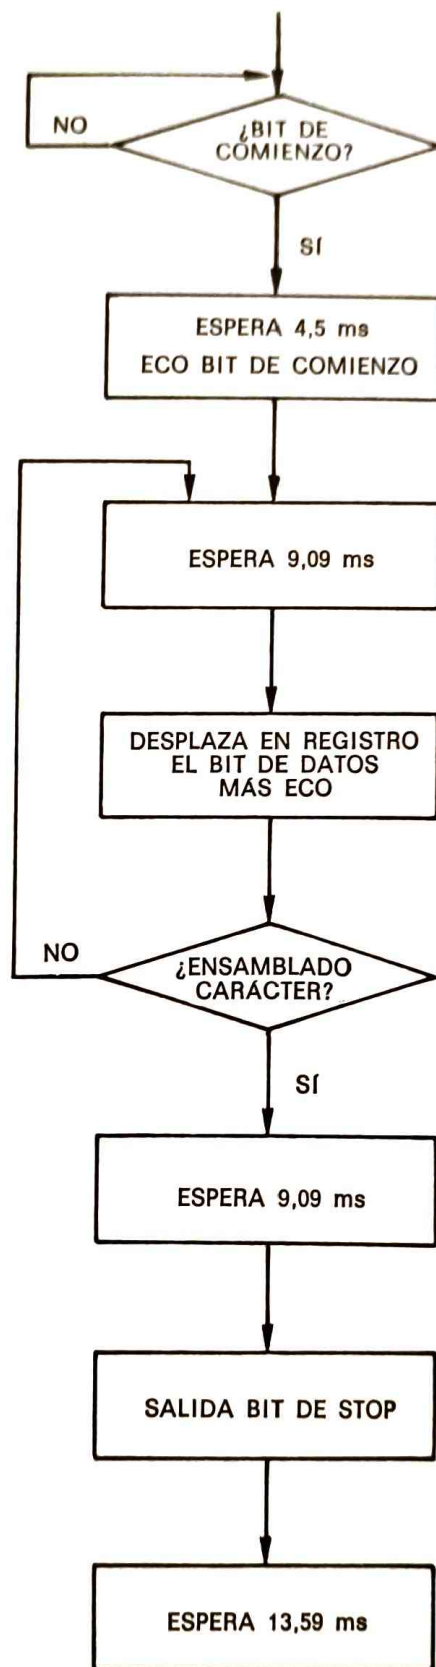 ¿BIT DE
COMIENZO?
NO
SÍ
ESPERA 4,5 ms
ECO BIT DE COMIENZO
ESPERA 9,09 ms
DESPLAZA EN REGISTRO
EL BIT DE DATOS
MÁS ECO
¿ENSAMBLADO
CARÁCTER?
NO
SÍ
ESPERA 9,09 ms
SALIDA BIT DE STOP
ESPERA 13,59 ms